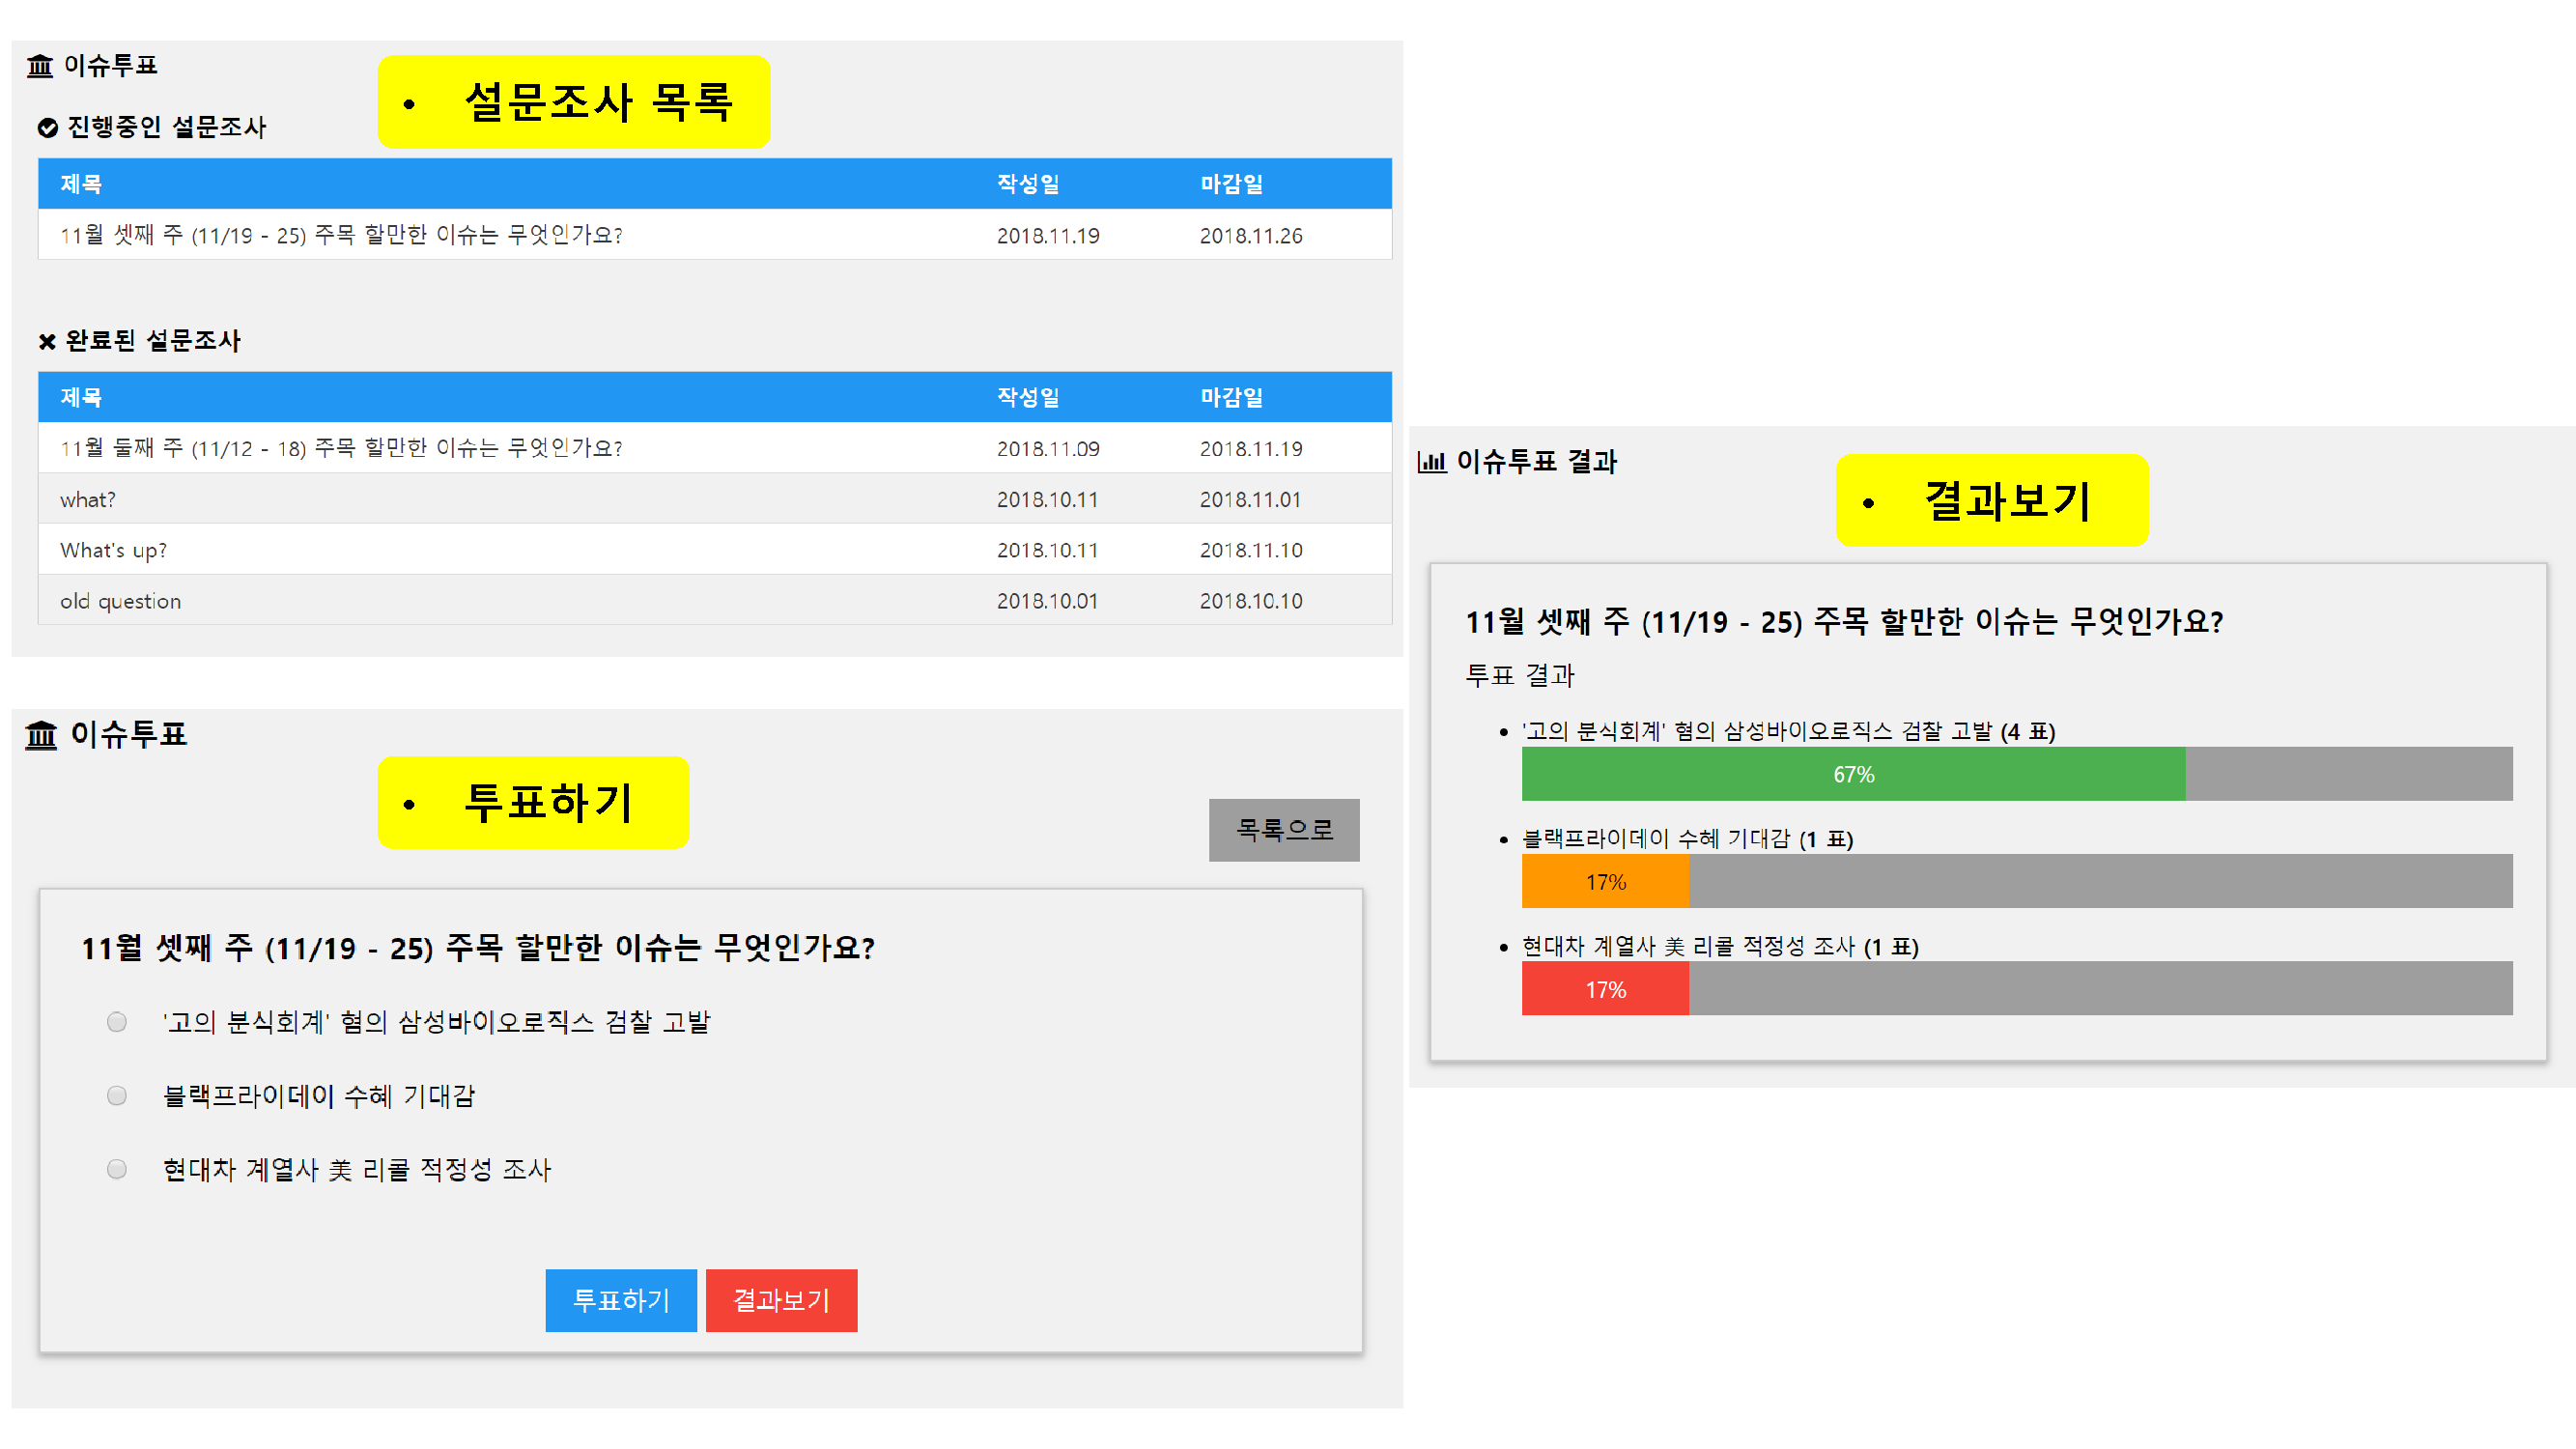 이슈투표
• 설문조사 목록
진행중인 설문조사
제목 작성일 마감일
11월 셋째 주 (11/19 - 25) 주목 할만한 이슈는 무엇인가요? 2018.11.19 2018.11.26
완료된 설문조사
제목 작성일 마감일
11월 둘째 주 (11/12 - 18) 주목 할만한 이슈는 무엇인가요? 2018.11.09 2018.11.19
what? 2018.10.11 2018.11.01
What's up? 2018.10.11 2018.11.10
old question 2018.10.01 2018.10.10
이슈투표
• 투표하기
목록으로
11월 셋째 주 (11/19 - 25) 주목 할만한 이슈는 무엇인가요?
'고의 분식회계' 혐의 삼성바이오로직스 검찰 고발
블랙프라이데이 수혜 기대감
현대차 계열사 美 리콜 적정성 조사
투표하기 결과보기
이슈투표 결과
• 결과보기
11월 셋째 주 (11/19 - 25) 주목 할만한 이슈는 무엇인가요?
투표 결과
• '고의 분식회계' 혐의 삼성바이오로직스 검찰 고발 (4 표)
67%
• 블랙프라이데이 수혜 기대감 (1 표)
17%
• 현대차 계열사 美 리콜 적정성 조사 (1 표)
17%